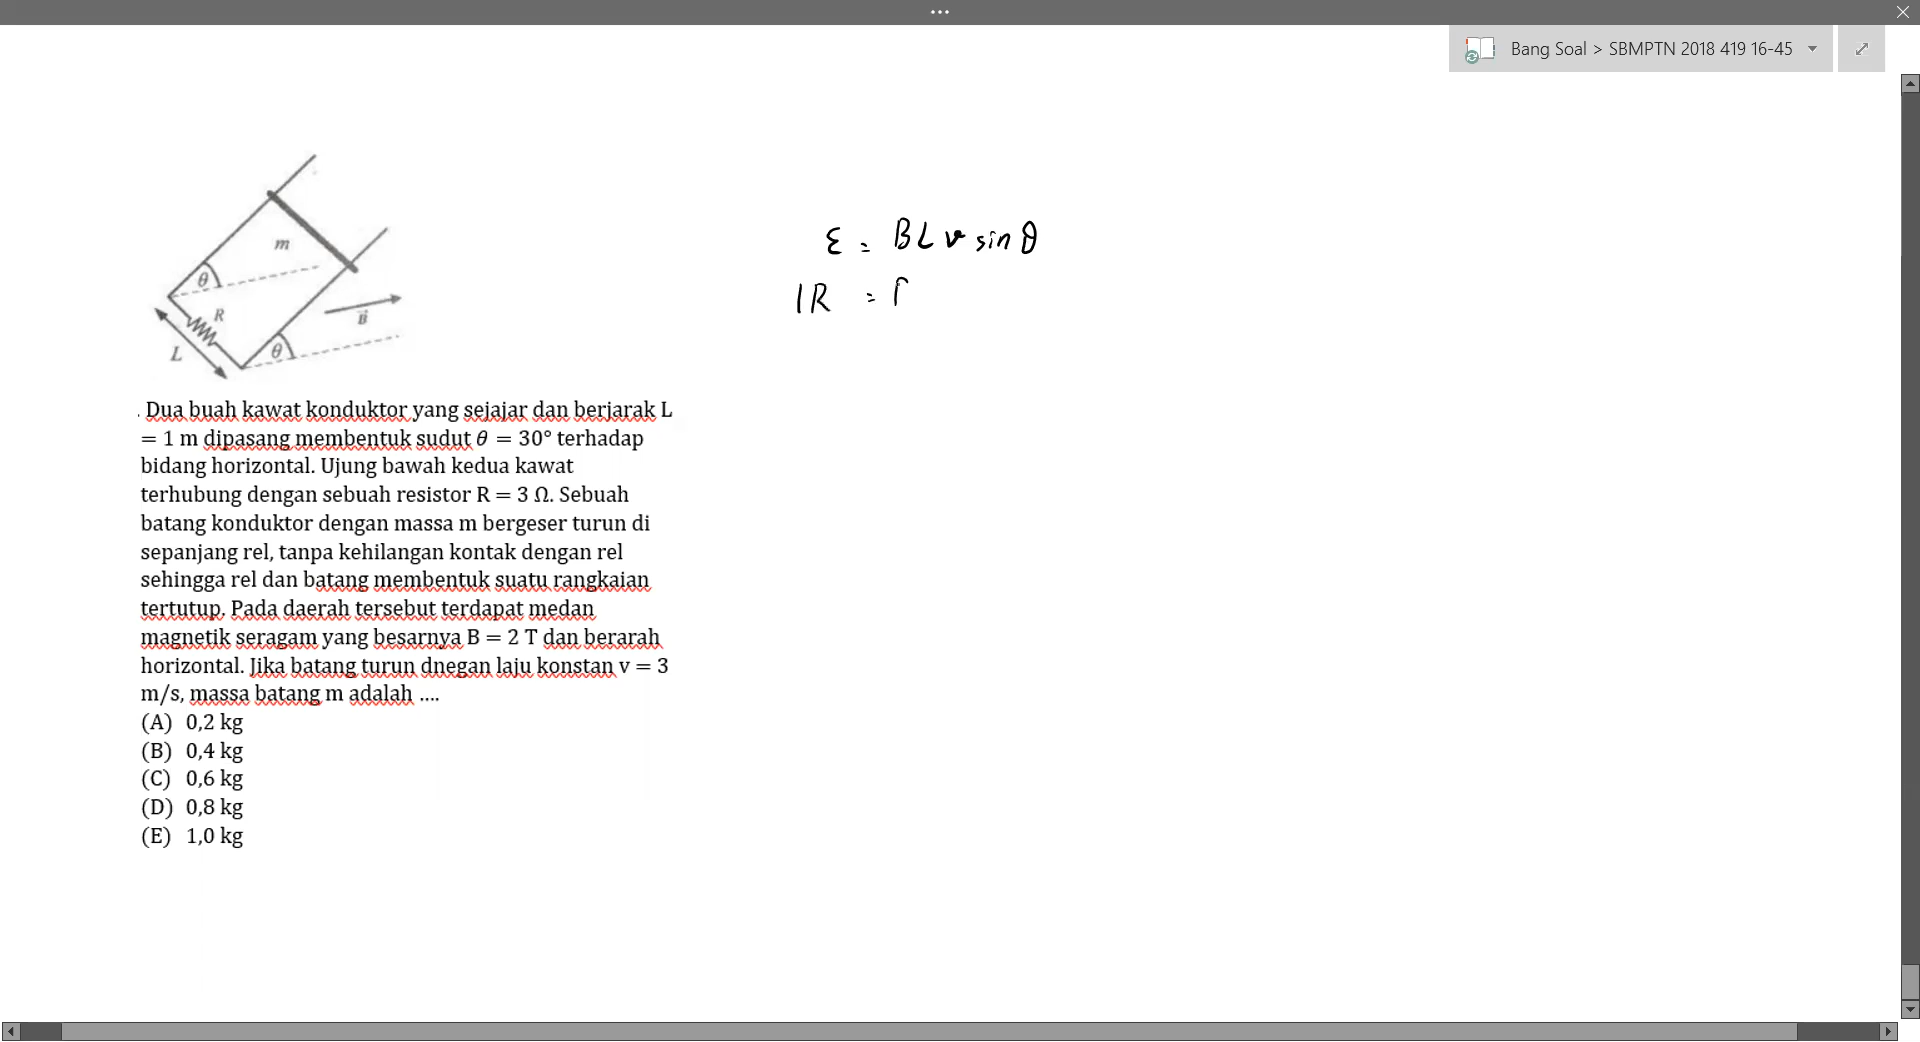 Bang Soal > SBMPTN 2018 419 16-45
m
θ
R
B
L
θ
ε = BLv sin θ
IR =
. Dua buah kawat konduktor yang sejajar dan berjarak L
= 1 m dipasang membentuk sudut θ = 30° terhadap
bidang horizontal. Ujung bawah kedua kawat
terhubung dengan sebuah resistor R = 3 Ω. Sebuah
batang konduktor dengan massa m bergeser turun di
sepanjang rel, tanpa kehilangan kontak dengan rel
sehingga rel dan batang membentuk suatu rangkaian
tertutup. Pada daerah tersebut terdapat medan
magnetik seragam yang besarnya B = 2 T dan berarah
horizontal. Jika batang turun dnegan laju konstan v = 3
m/s, massa batang m adalah ....
(A) 0,2 kg
(B) 0,4 kg
(C) 0,6 kg
(D) 0,8 kg
(E) 1,0 kg